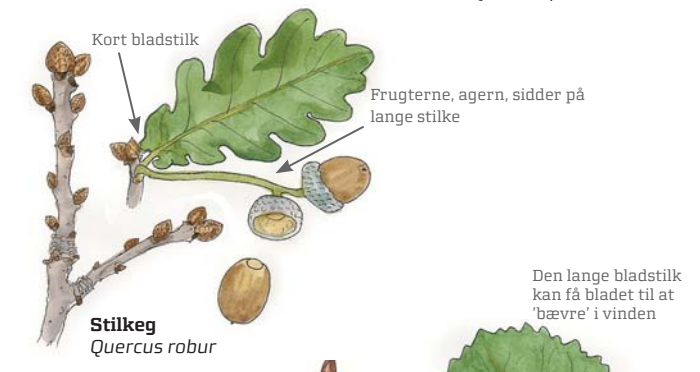 Kort bladstilk
Frugterne, agern, sidder på
lange stilke
Den lange bladstilk
kan få bladet til at
'bævre' i vinden
Stilkeg
Quercus robur